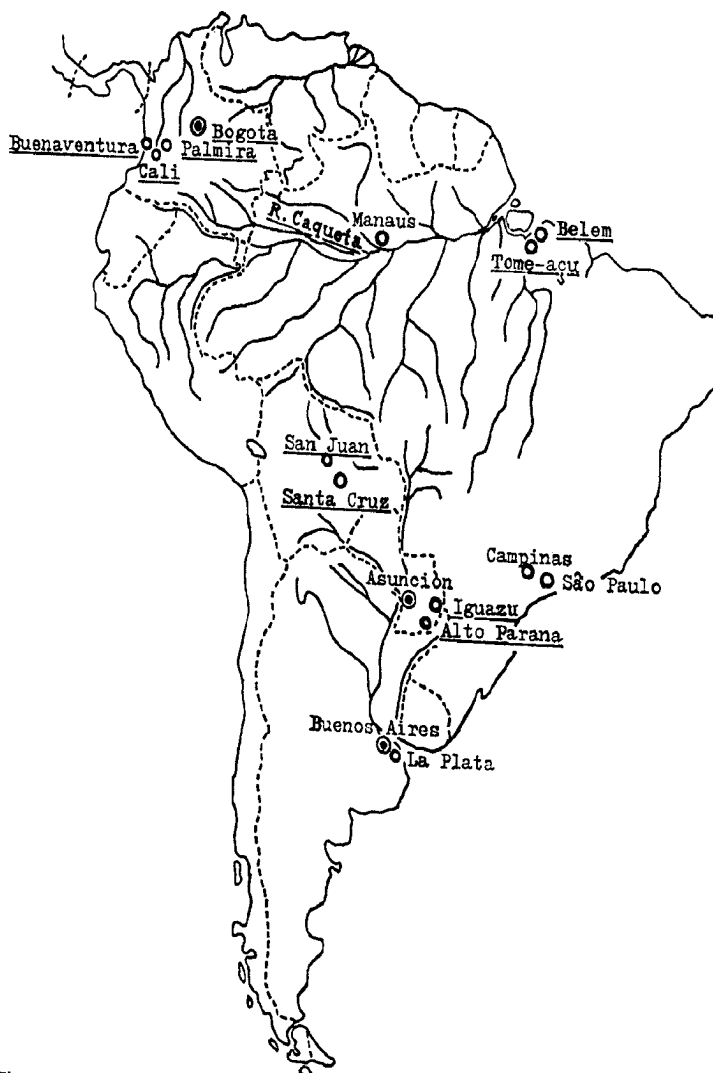 Bogota
Buenaventura
Palmira
Cali
R. Caqueta
Manaus
Belem
Tome-açu
San Juan
Santa Cruz
Campinas
São Paulo
Asuncion
Iguazu
Alto Parana
Buenos Aires
La Plata